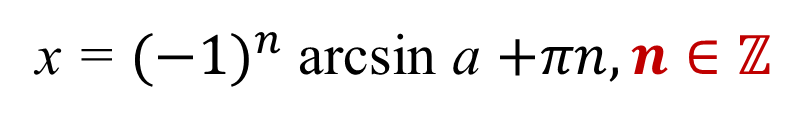 x = (−1)ⁿ arcsin a +πn, n ∈ ℤ